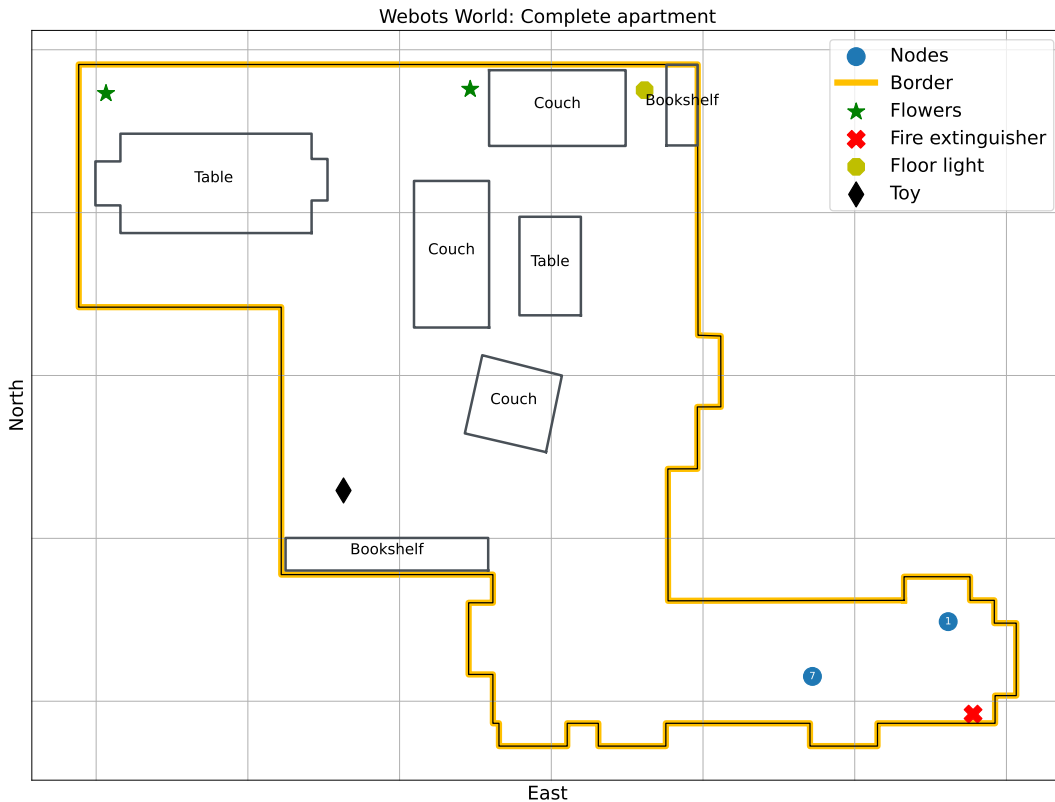 Webots World: Complete apartment
Nodes
Border
Flowers
Fire extinguisher
Floor light
Toy
Couch
Bookshelf
Table
Couch
Table
Couch
Bookshelf
1
7
North
East